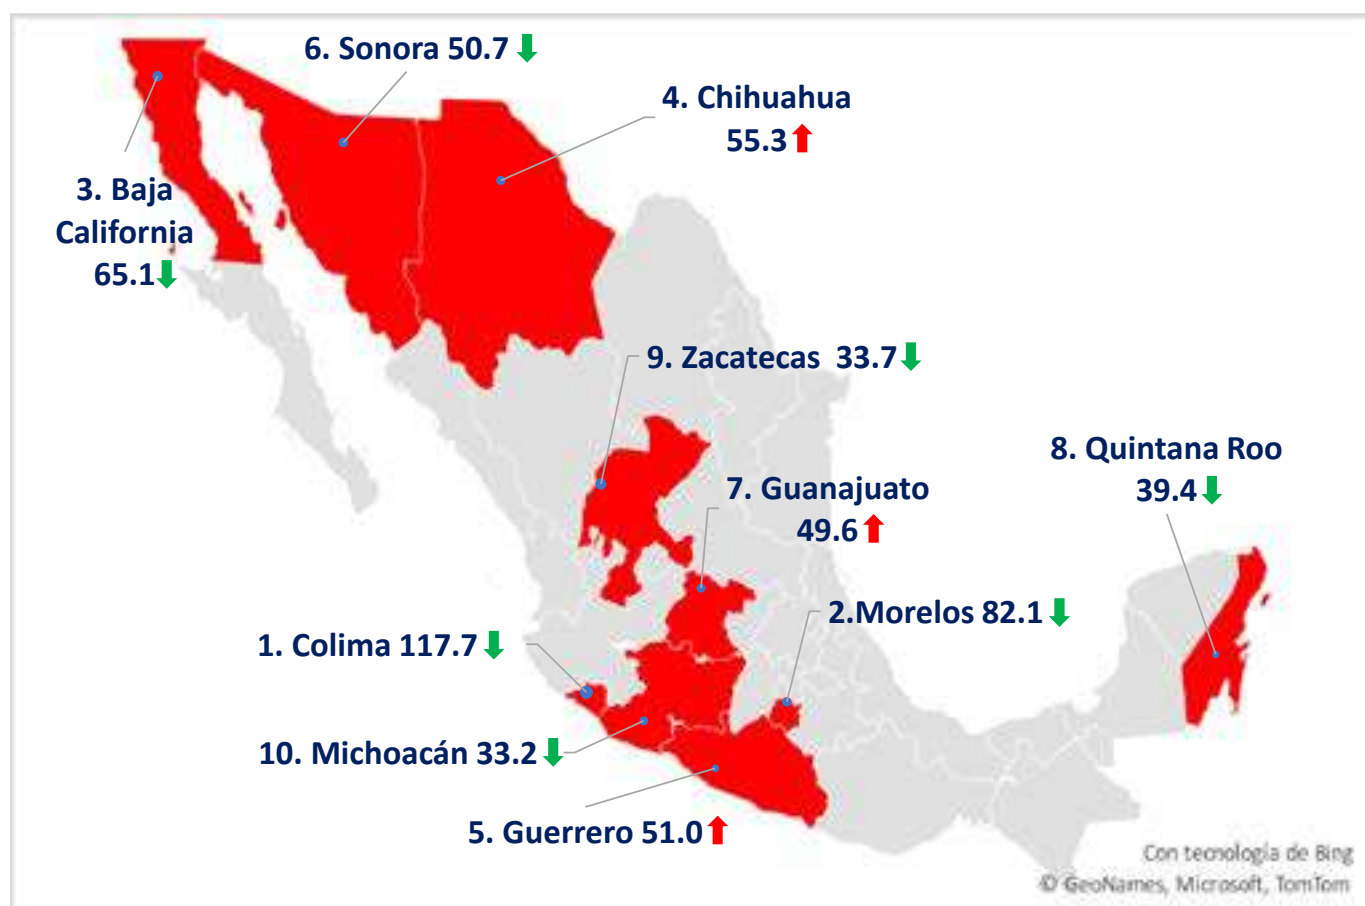 6. Sonora 50.7
4. Chihuahua
55.3
3. Baja
California
65.1
9. Zacatecas 33.7
8. Quintana Roo
39.4
7. Guanajuato
49.6
2.Morelos 82.1
1. Colima 117.7
10. Michoacán 33.2
5. Guerrero 51.0
Con tecnología de Bing
© GeoNames, Microsoft, TomTom